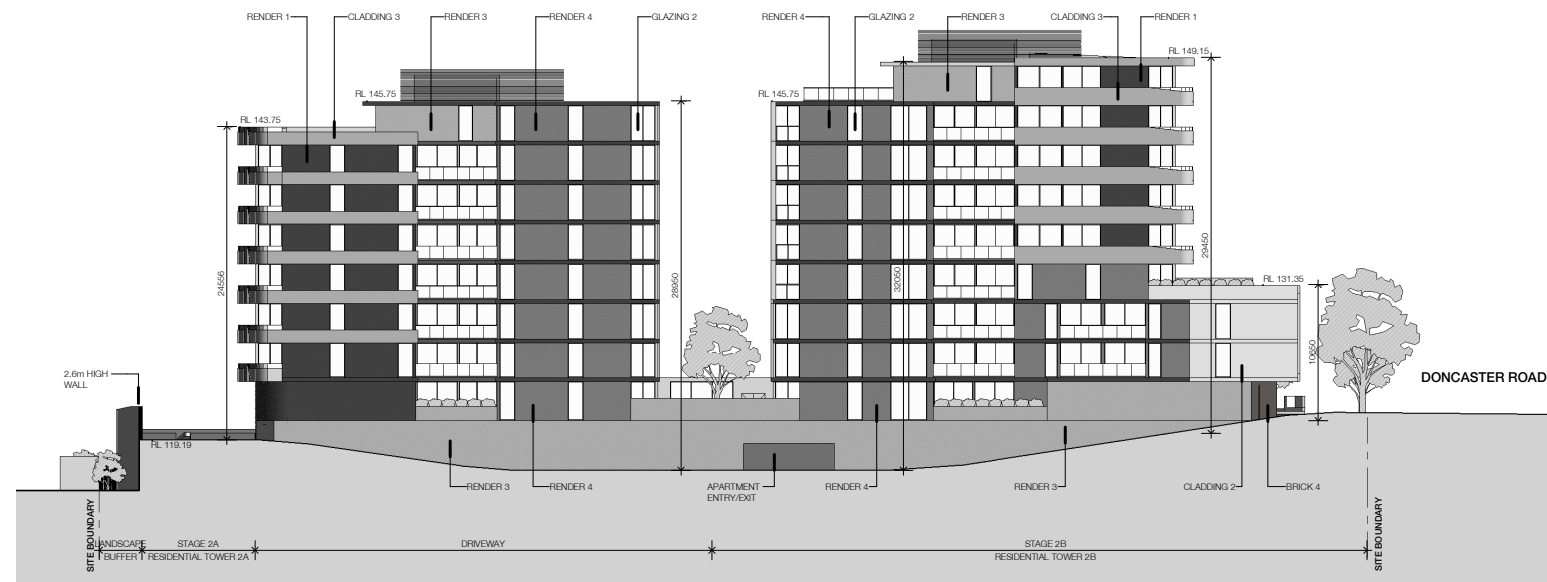 RENDER 1
CLADDING 3
RENDER 3
RENDER 4
GLAZING 2
RENDER 4
GLAZING 2
RENDER 3
CLADDING 3
RENDER 1
RL 149.15
RL 145.75
RL 145.75
RL 143.75
24556
28950
32050
29450
RL 131.35
10650
2.6m HIGH
WALL
DONCASTER ROAD
RL 119.19
RENDER 3
RENDER 4
APARTMENT
ENTRY/EXIT
RENDER 4
RENDER 3
CLADDING 2
BRICK 4
SITE BOUNDARY
LANDSCAPE
BUFFER
STAGE 2A
RESIDENTIAL TOWER 2A
DRIVEWAY
STAGE 2B
RESIDENTIAL TOWER 2B
SITE BOUNDARY